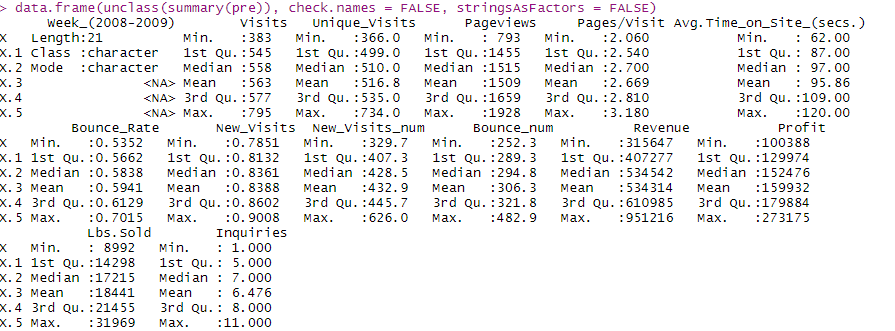 > data.frame(unclass(summary(pre)), check.names = FALSE, stringsAsFactors = FALSE)
Week_(2008-2009) Visits Unique_Visits Pageviews Pages/Visit Avg.Time_on_Site_(secs.)
X Length:21 Min. :383 Min. :366.0 Min. : 793 Min. :2.060 Min. : 62.00
X.1 Class :character 1st Qu.:545 1st Qu.:499.0 1st Qu.:1455 1st Qu.:2.540 1st Qu.: 87.00
X.2 Mode :character Median :558 Median :510.0 Median :1515 Median :2.700 Median : 97.00
X.3 <NA> Mean :563 Mean :516.8 Mean :1509 Mean :2.669 Mean : 95.86
X.4 <NA> 3rd Qu.:577 3rd Qu.:535.0 3rd Qu.:1659 3rd Qu.:2.810 3rd Qu.:109.00
X.5 <NA> Max. :795 Max. :734.0 Max. :1928 Max. :3.180 Max. :120.00
Bounce_Rate New_Visits New_Visits_num Bounce_num Revenue Profit
X Min. :0.5352 Min. :0.7851 Min. :329.7 Min. :252.3 Min. :315647 Min. :100388
X.1 1st Qu.:0.5662 1st Qu.:0.8132 1st Qu.:407.3 1st Qu.:289.3 1st Qu.:407277 1st Qu.:129974
X.2 Median :0.5838 Median :0.8361 Median :428.5 Median :294.8 Median :534542 Median :152476
X.3 Mean :0.5941 Mean :0.8388 Mean :432.9 Mean :306.3 Mean :534314 Mean :159932
X.4 3rd Qu.:0.6129 3rd Qu.:0.8602 3rd Qu.:445.7 3rd Qu.:321.8 3rd Qu.:610985 3rd Qu.:179884
X.5 Max. :0.7015 Max. :0.9008 Max. :626.0 Max. :482.9 Max. :951216 Max. :273175
Lbs.Sold Inquiries
X Min. : 8992 Min. : 1.000
X.1 1st Qu.:14298 1st Qu.: 5.000
X.2 Median :17215 Median : 7.000
X.3 Mean :18441 Mean : 6.476
X.4 3rd Qu.:21455 3rd Qu.: 8.000
X.5 Max. :31969 Max. :11.000